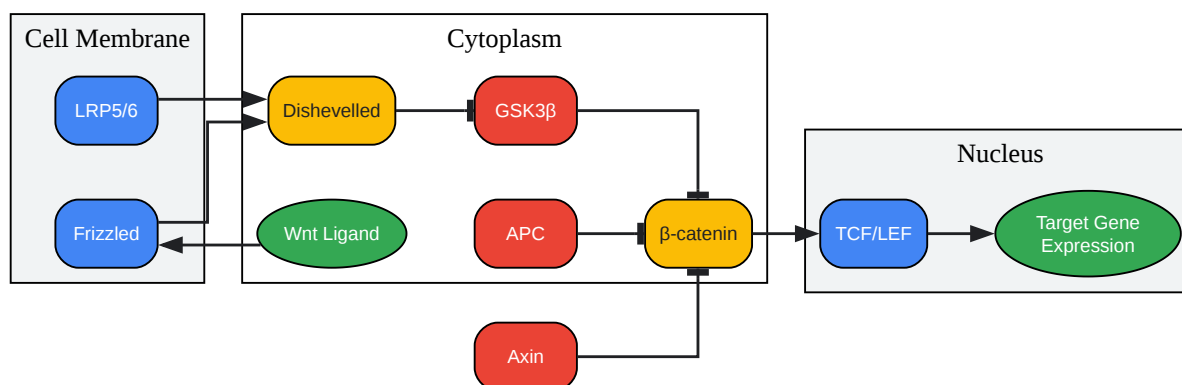 Cell Membrane
LRP5/6
Frizzled
Cytoplasm
Dishevelled
GSK3β
Wnt Ligand
APC
β-catenin
Axin
Nucleus
TCF/LEF
Target Gene
Expression